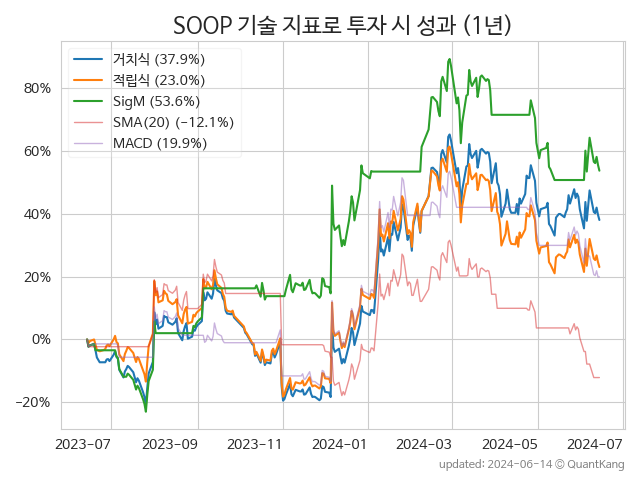 SOOP 기술 지표로 투자 시 성과 (1년)
거치식 (37.9%)
적립식 (23.0%)
SigM (53.6%)
SMA(20) (−12.1%)
MACD (19.9%)
80%
60%
40%
20%
0%
−20%
2023-07 2023-09 2023-11 2024-01 2024-03 2024-05 2024-07
updated: 2024-06-14 © QuantKang